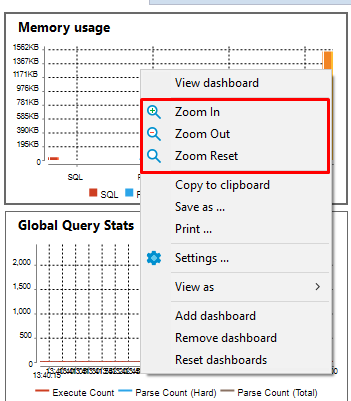 Memory usage
1562KB
1367KB
1171KB
976KB
781KB
585KB
390KB
195KB
0
SQL
SQL
View dashboard
Zoom In
Zoom Out
Zoom Reset
Copy to clipboard
Save as ...
Print ...
Settings ...
View as
Add dashboard
Remove dashboard
Reset dashboards
Global Query Stats
2,000
1,500
1,000
500
0
13:40:15
Execute Count
Parse Count (Hard)
Parse Count (Total)